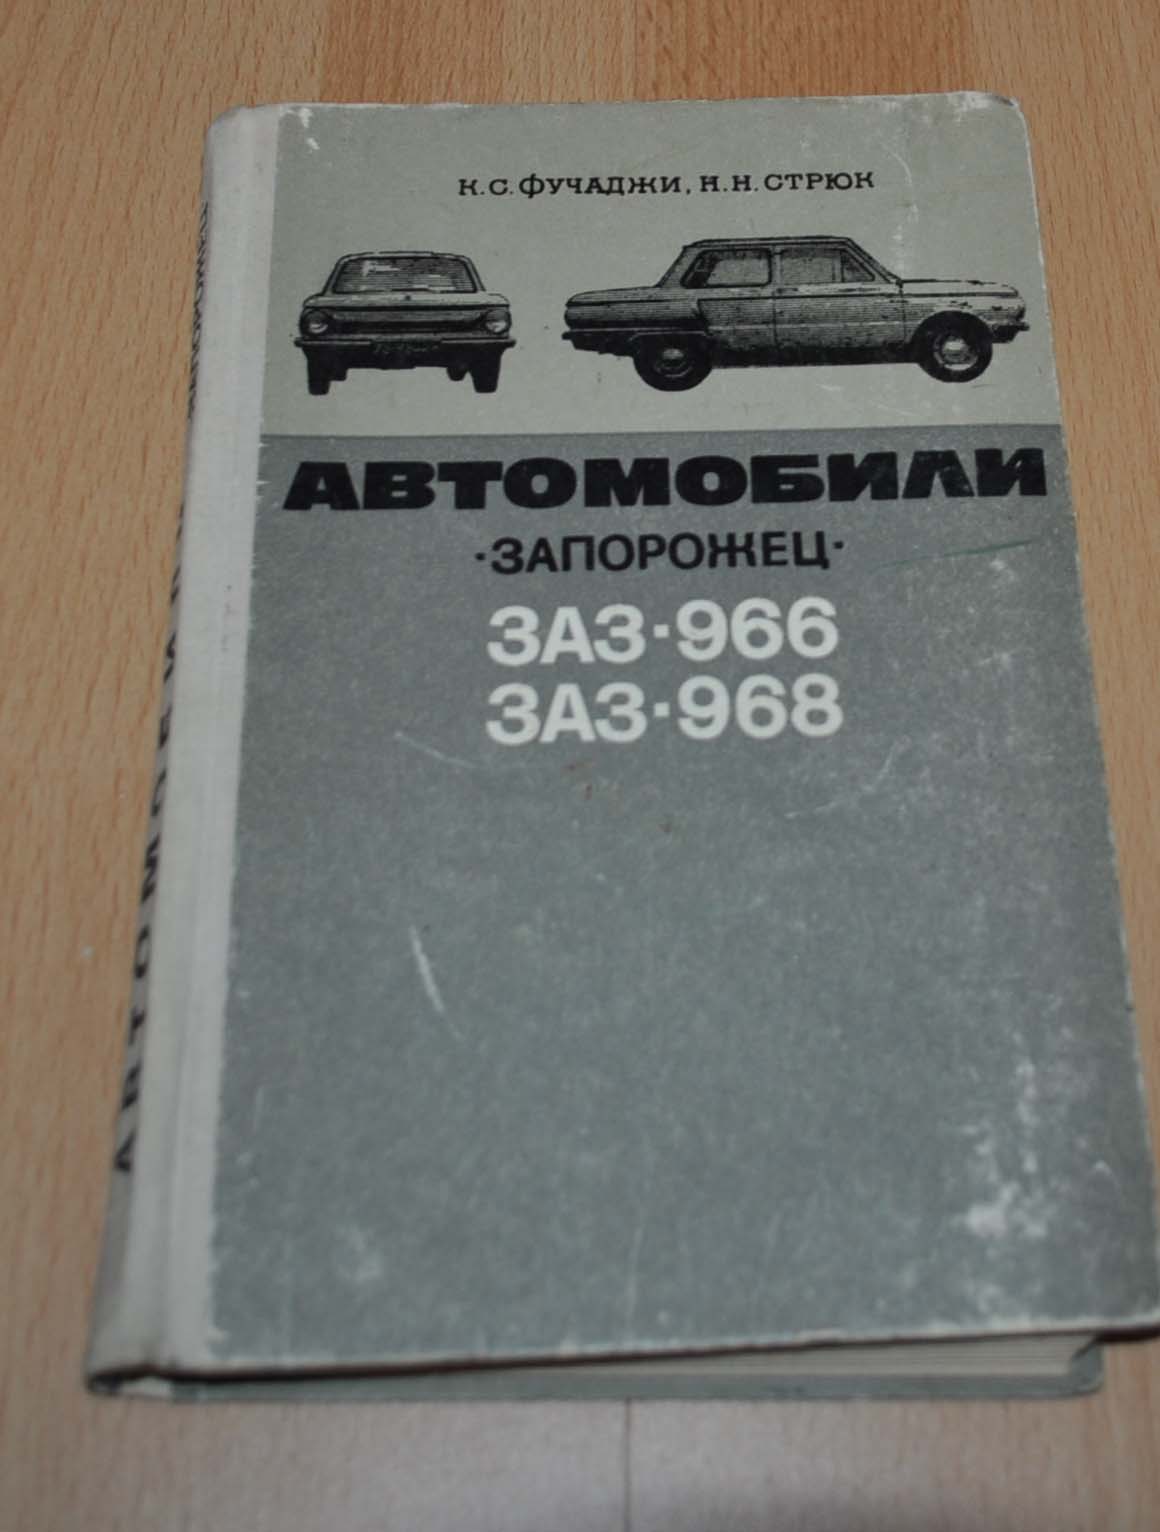 К.С.ФУЧАДЖИ, Н.Н.СТРЮК
АВТОМОБИЛИ
·ЗАПОРОЖЕЦ·
ЗАЗ·966
ЗАЗ·968